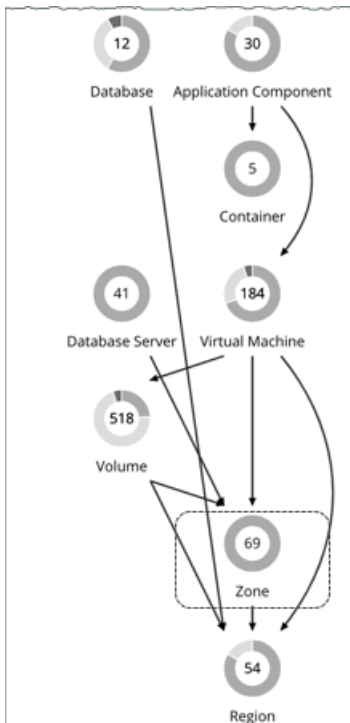 12
30
Database
Application Component
5
Container
41
184
Database Server
Virtual Machine
518
Volume
69
Zone
54
Region